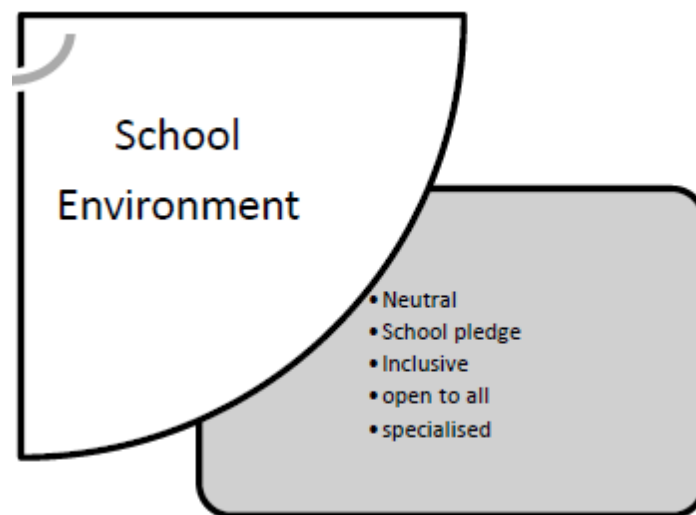 School
Environment
• Neutral
• School pledge
• Inclusive
• open to all
• specialised